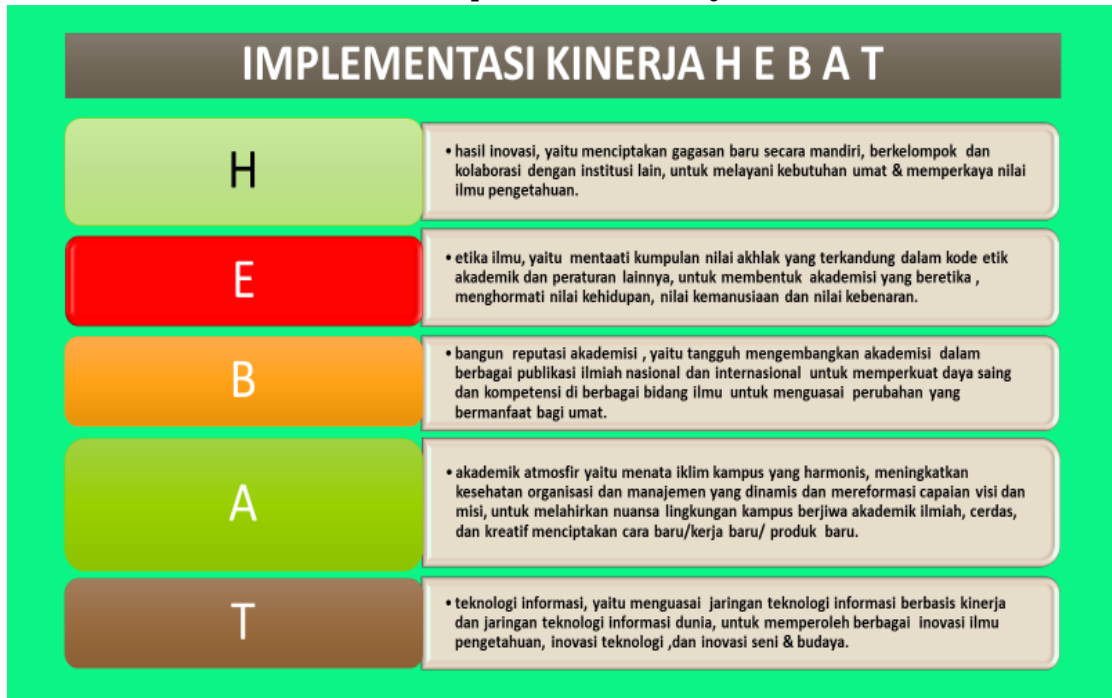 IMPLEMENTASI KINERJA H E B A T
H
• hasil inovasi, yaitu menciptakan gagasan baru secara mandiri, berkelompok dan
kolaborasi dengan institusi lain, untuk melayani kebutuhan umat & memperkaya nilai
ilmu pengetahuan.
E
• etika ilmu, yaitu mentaati kumpulan nilai akhlak yang terkandung dalam kode etik
akademik dan peraturan lainnya, untuk membentuk akademisi yang beretika ,
menghormati nilai kehidupan, nilai kemanusiaan dan nilai kebenaran.
B
• bangun reputasi akademisi , yaitu tangguh mengembangkan akademisi dalam
berbagai publikasi ilmiah nasional dan internasional untuk memperkuat daya saing
dan kompetensi di berbagai bidang ilmu untuk menguasai perubahan yang
bermanfaat bagi umat.
A
• akademik atmosfir yaitu menata iklim kampus yang harmonis, meningkatkan
kesehatan organisasi dan manajemen yang dinamis dan mereformasi capaian visi dan
misi, untuk melahirkan nuansa lingkungan kampus berjiwa akademik ilmiah, cerdas,
dan kreatif menciptakan cara baru/kerja baru/ produk baru.
T
• teknologi informasi, yaitu menguasai jaringan teknologi informasi berbasis kinerja
dan jaringan teknologi informasi dunia, untuk memperoleh berbagai inovasi ilmu
pengetahuan, inovasi teknologi ,dan inovasi seni & budaya.